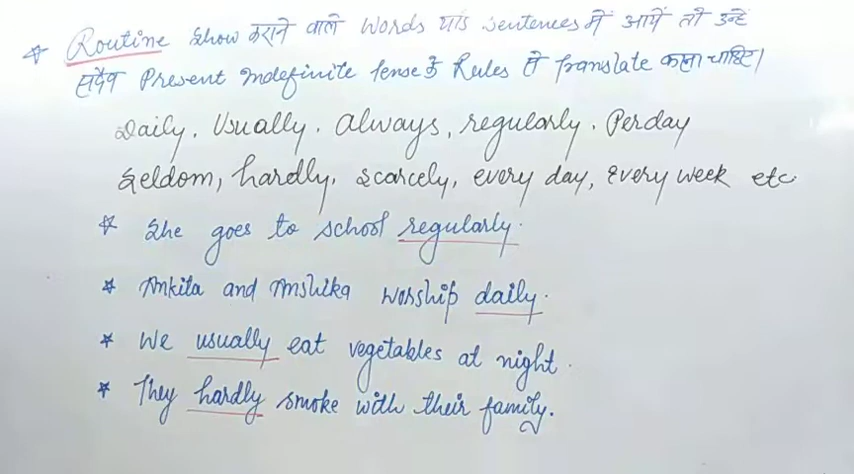 ☆ Routine show कराने वाले words यदि sentences में आयें तो उन्हें
सदैव Present Indefinite Tense के Rules से Translate करना चाहिए।
Daily, Usually, Always, regularly, Perday
Seldom, hardly, Scarcely, every day, Every week etc.
☆ She goes to school regularly.
☆ Ankita and Anshika worship daily.
☆ We usually eat vegetables at night.
☆ They hardly smoke with their family.